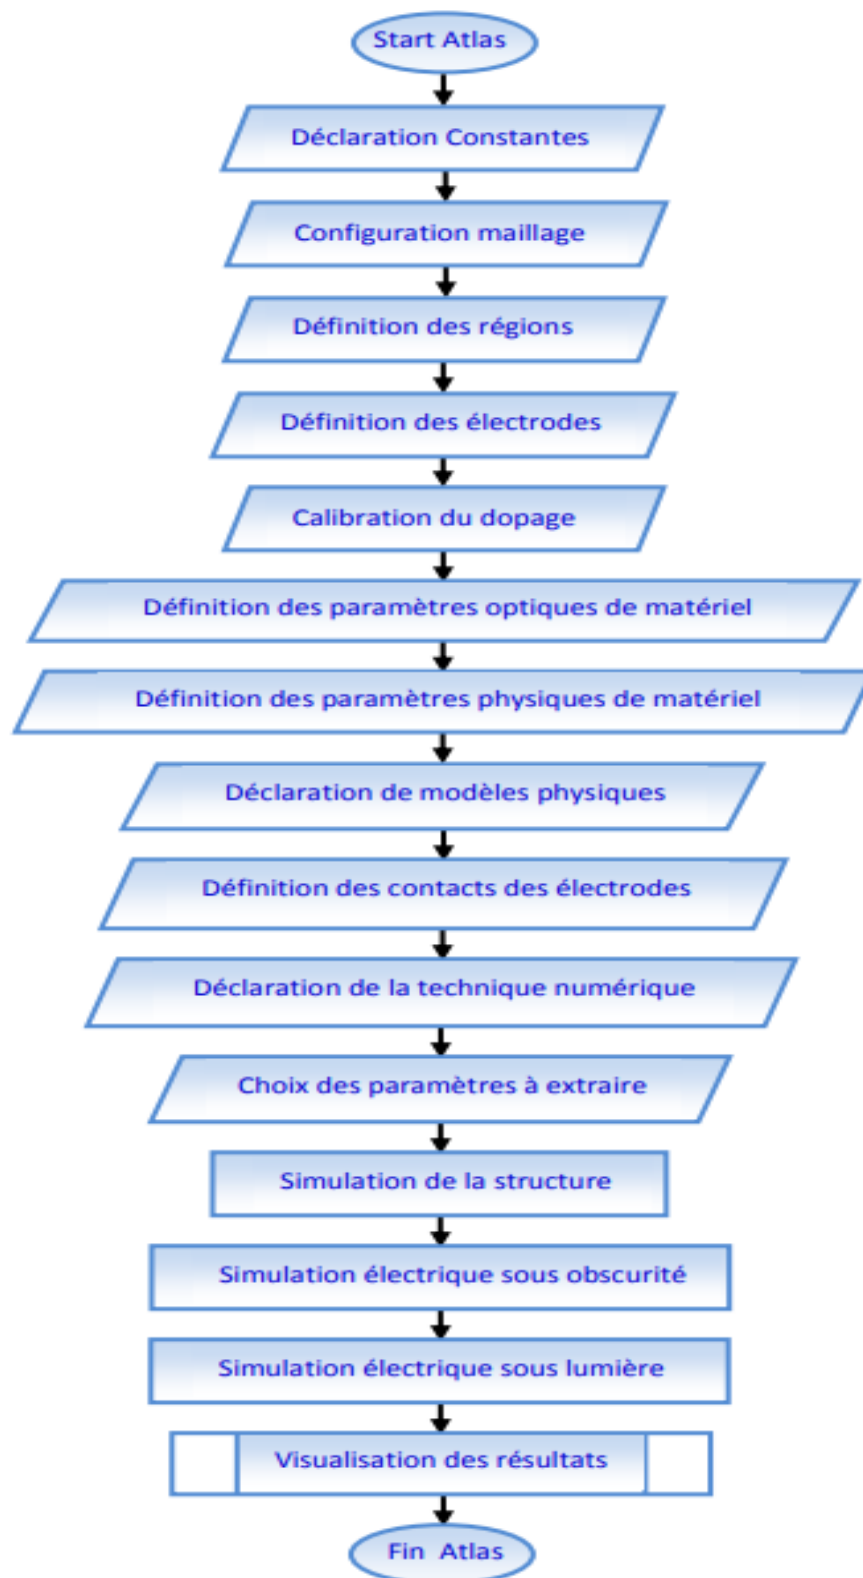 Start Atlas
Déclaration Constantes
Configuration maillage
Définition des régions
Définition des électrodes
Calibration du dopage
Définition des paramètres optiques de matériel
Définition des paramètres physiques de matériel
Déclaration de modèles physiques
Définition des contacts des électrodes
Déclaration de la technique numérique
Choix des paramètres à extraire
Simulation de la structure
Simulation électrique sous obscurité
Simulation électrique sous lumière
Visualisation des résultats
Fin Atlas